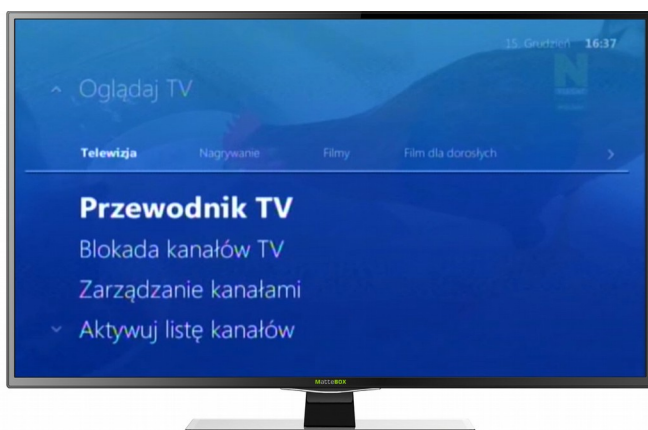 15. Grudzień 16:37
Oglądaj TV
N
Telewizja Nagrywanie Filmy Film dla dorosłych
Przewodnik TV
Blokada kanałów TV
Zarządzanie kanałami
Aktywuj listę kanałów
MattaBOX